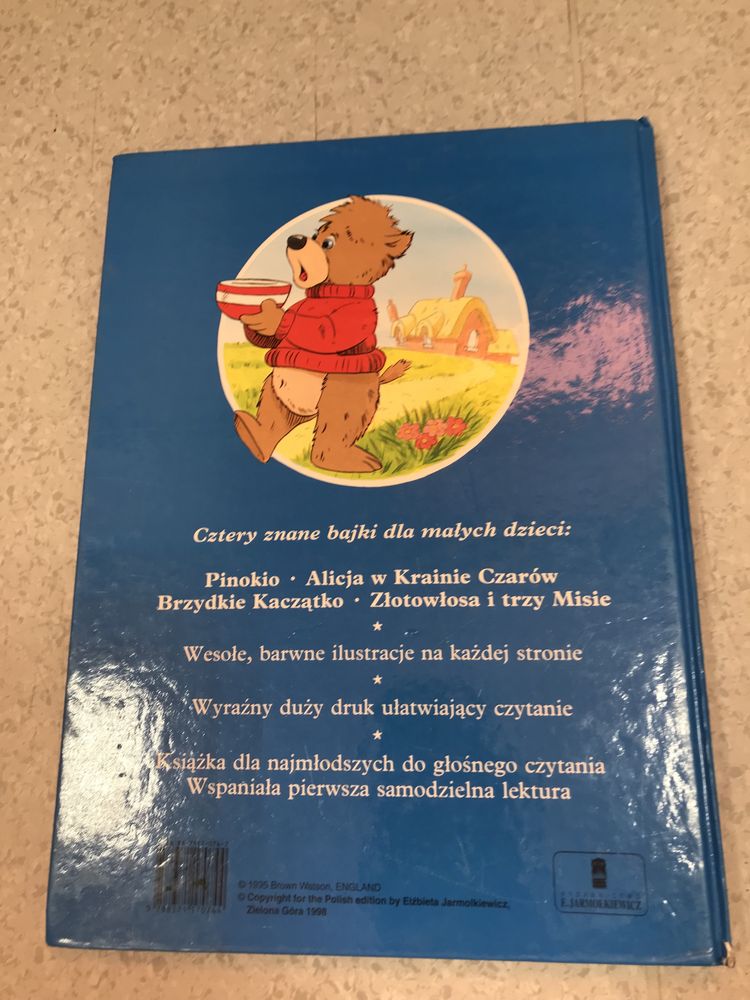 Cztery znane bajki dla małych dzieci:
Pinokio · Alicja w Krainie Czarów
Brzydkie Kaczątko · Złotowłosa i trzy Misie
★
Wesołe, barwne ilustracje na każdej stronie
★
Wyraźny duży druk ułatwiający czytanie
★
Książka dla najmłodszych do głośnego czytania
Wspaniała pierwsza samodzielna lektura
© 1995 Brown Watson, ENGLAND
© Copyright for the Polish edition by Elżbieta Jarmolkiewicz,
Zielona Góra 1998
WYDAWNICTWO
E. JARMOŁKIEWICZ